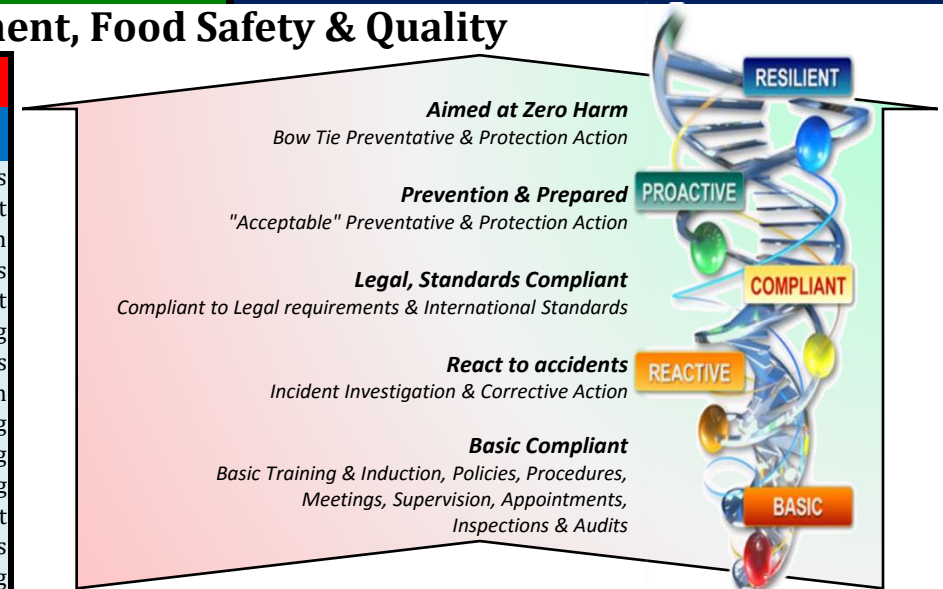 ent, Food Safety & Quality
Aimed at Zero Harm
Bow Tie Preventative & Protection Action
RESILIENT
Prevention & Prepared
"Acceptable" Preventative & Protection Action
PROACTIVE
Legal, Standards Compliant
Compliant to Legal requirements & International Standards
COMPLIANT
React to accidents
Incident Investigation & Corrective Action
REACTIVE
Basic Compliant
Basic Training & Induction, Policies, Procedures,
Meetings, Supervision, Appointments,
Inspections & Audits
BASIC